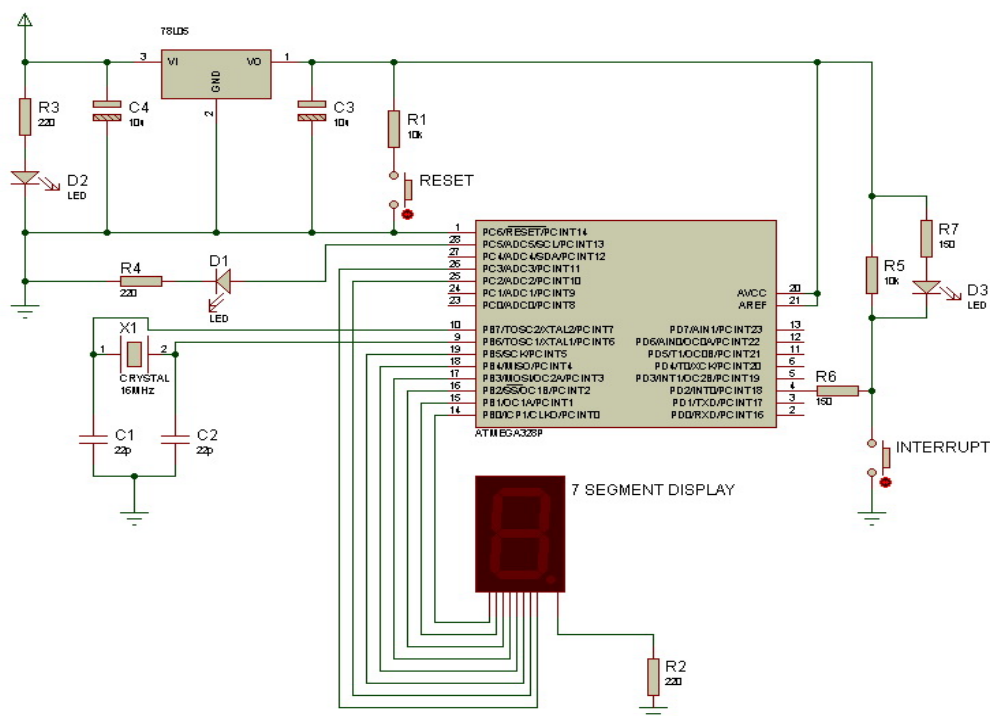 78L05
3 VI VO 1
GND
2
R3
220
C4
10u
C3
10u
R1
10k
D2
LED
RESET
R4
220
D1
LED
R7
150
R5
10k
D3
LED
1 PC6/RESET/PCINT14
28 PC5/ADC5/SCL/PCINT13
27 PC4/ADC4/SDA/PCINT12
26 PC3/ADC3/PCINT11
25 PC2/ADC2/PCINT10
24 PC1/ADC1/PCINT9
23 PC0/ADC0/PCINT8
AVCC 20
AREF 21
10 PB7/TOSC2/XTAL2/PCINT7
9 PB6/TOSC1/XTAL1/PCINT6
19 PB5/SCK/PCINT5
18 PB4/MISO/PCINT4
17 PB3/MOSI/OC2A/PCINT3
16 PB2/SS/OC1B/PCINT2
15 PB1/OC1A/PCINT1
14 PB0/ICP1/CLKO/PCINT0
PD7/AIN1/PCINT23 13
PD6/AIN0/OC0A/PCINT22 12
PD5/T1/OC0B/PCINT21 11
PD4/T0/XCK/PCINT20 6
PD3/INT1/OC2B/PCINT19 5
PD2/INT0/PCINT18 4
PD1/TXD/PCINT17 3
PD0/RXD/PCINT16 2
ATMEGA328P
X1
1 2
CRYSTAL
16MHz
C1
22p
C2
22p
R6
150
INTERRUPT
7 SEGMENT DISPLAY
R2
220